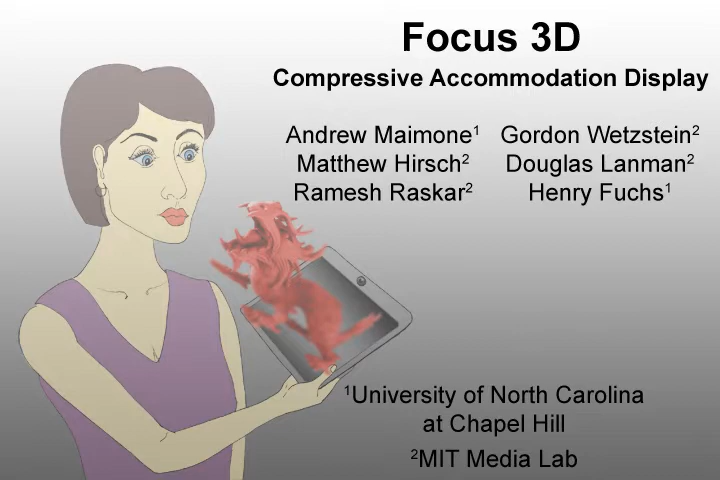 Focus 3D
Compressive Accommodation Display
Andrew Maimone¹ Gordon Wetzstein²
Matthew Hirsch² Douglas Lanman²
Ramesh Raskar² Henry Fuchs¹
¹University of North Carolina
at Chapel Hill
²MIT Media Lab